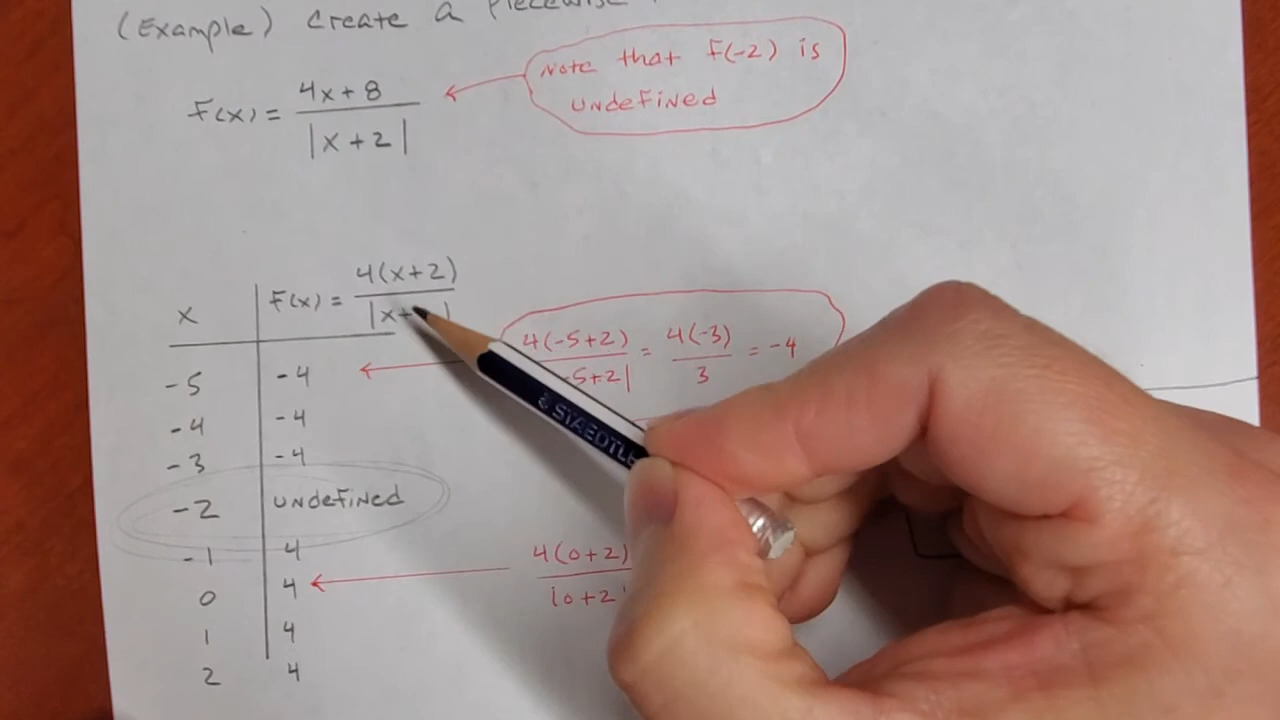 (Example) Create a Piecewise
F(x) = 4x+8 / |x+2|
Note that F(-2) is
undefined
x | F(x) = 4(x+2) / |x+
4(-5+2) / -5+2| = 4(-3) / 3 = -4
-5 | -4
-4 | -4
-3 | -4
-2 | undefined
-1 | 4
0 | 4
4(0+2) / |0+2
1 | 4
2 | 4
STAEDTLE